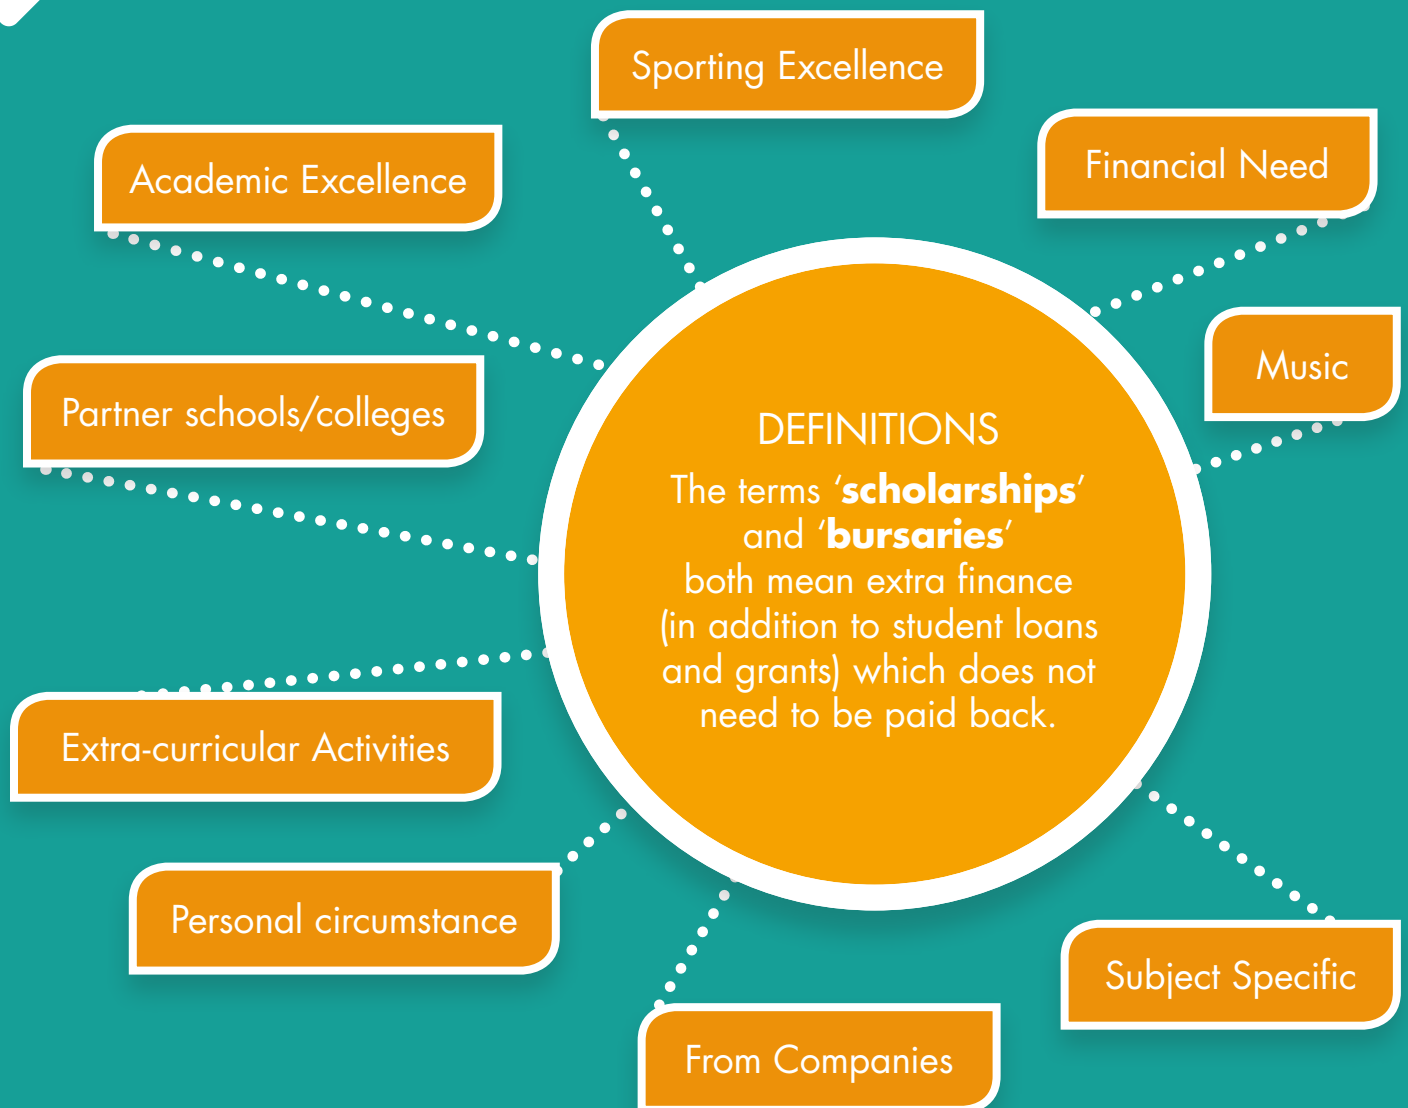 Sporting Excellence
Academic Excellence
Financial Need
Music
Partner schools/colleges
DEFINITIONS
The terms ‘scholarships’
and ‘bursaries’
both mean extra finance
(in addition to student loans
and grants) which does not
need to be paid back.
Extra-curricular Activities
Personal circumstance
Subject Specific
From Companies